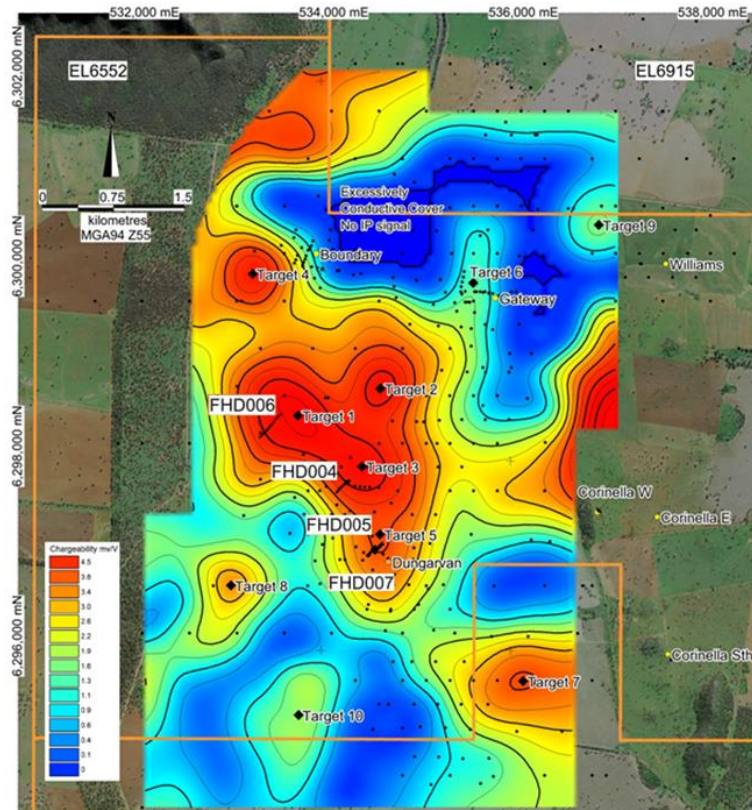 532,000 mE
534,000 mE
536,000 mE
538,000 mE
6,302,000 mN
EL6552
EL6915
N
0
0.75
1.5
kilometres
MGA94 Z55
Excessively
Conductive Cover
No IP signal
Target 9
Boundary
Williams
6,300,000 mN
Target 4
Target 6
Gateway
Target 2
FHD006
Target 1
6,298,000 mN
Target 3
FHD004
Corinella W
Corinella E
FHD005
Target 5
Dungarvan
FHD007
Target 8
Chargeability mv/V
4.5
3.8
3.4
3.0
2.6
2.2
1.9
1.6
1.3
1.1
0.9
0.6
0.4
0.1
0
6,296,000 mN
Corinella Sth
Target 7
Target 10